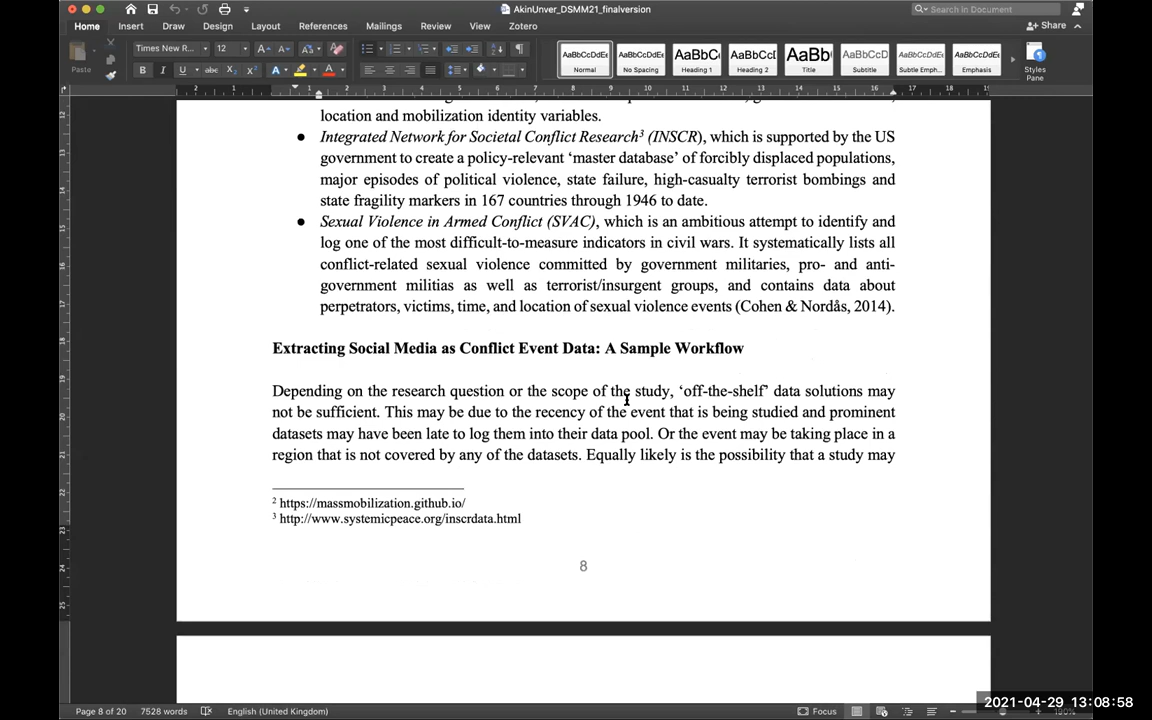 AkinUnver_DSMM21_finalversion
Search in Document
Home Insert Draw Design Layout References Mailings Review View Zotero
Share
Paste
Times New R... 12
AaBbCcDdEe AaBbCcDdEe AaBbC AaBbCcI AaBb AaBbCcD AaBbCcDdEe AaBbCcDdEe
Normal No Spacing Heading 1 Heading 2 Title Subtitle Subtle Emph... Emphasis
Styles
Pane
location and mobilization identity variables.
● Integrated Network for Societal Conflict Research³ (INSCR), which is supported by the US
government to create a policy-relevant ‘master database’ of forcibly displaced populations,
major episodes of political violence, state failure, high-casualty terrorist bombings and
state fragility markers in 167 countries through 1946 to date.
● Sexual Violence in Armed Conflict (SVAC), which is an ambitious attempt to identify and
log one of the most difficult-to-measure indicators in civil wars. It systematically lists all
conflict-related sexual violence committed by government militaries, pro- and anti-
government militias as well as terrorist/insurgent groups, and contains data about
perpetrators, victims, time, and location of sexual violence events (Cohen & Nordås, 2014).
Extracting Social Media as Conflict Event Data: A Sample Workflow
Depending on the research question or the scope of the study, ‘off-the-shelf’ data solutions may
not be sufficient. This may be due to the recency of the event that is being studied and prominent
datasets may have been late to log them into their data pool. Or the event may be taking place in a
region that is not covered by any of the datasets. Equally likely is the possibility that a study may
² https://massmobilization.github.io/
³ http://www.systemicpeace.org/inscrdata.html
8
2021-04-29 13:08:58
Page 8 of 20 7528 words English (United Kingdom) Focus